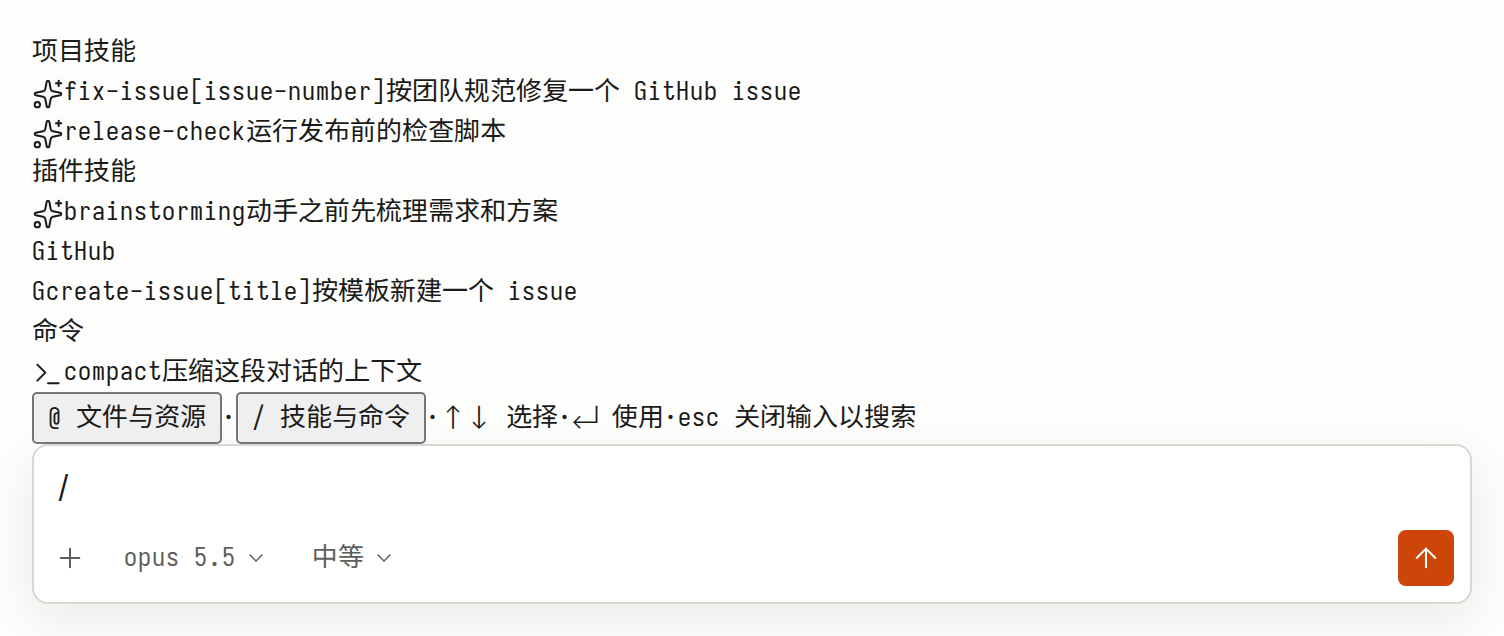 项目技能
fix-issue[issue-number]按团队规范修复一个 GitHub issue
release-check运行发布前的检查脚本
插件技能
brainstorming动手之前先梳理需求和方案
GitHub
Gcreate-issue[title]按模板新建一个 issue
命令
>_compact压缩这段对话的上下文
@ 文件与资源·/ 技能与命令·↑↓ 选择·↵ 使用·esc 关闭输入以搜索
/
opus 5.5 中等